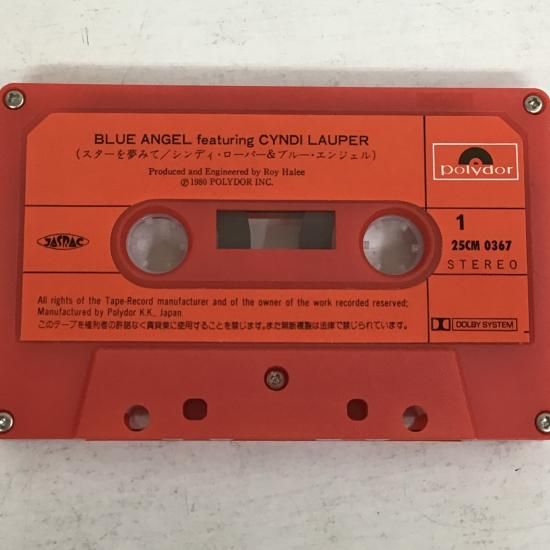 BLUE ANGEL featuring CYNDI LAUPER
(スターを夢みて/シンディ・ローパー&ブルー・エンジェル)
Produced and Engineered by Roy Halee
Ⓟ1980 POLYDOR INC.
polydor
JASRAC
1
25CM 0367
STEREO
All rights of the Tape-Record manufacturer and of the owner of the work recorded reserved;
Manufactured by Polydor K.K., Japan.
このテープを権利者の許諾なく賃貸業に使用することを禁じます。また無断複製は法律で禁じられています。
DOLBY SYSTEM